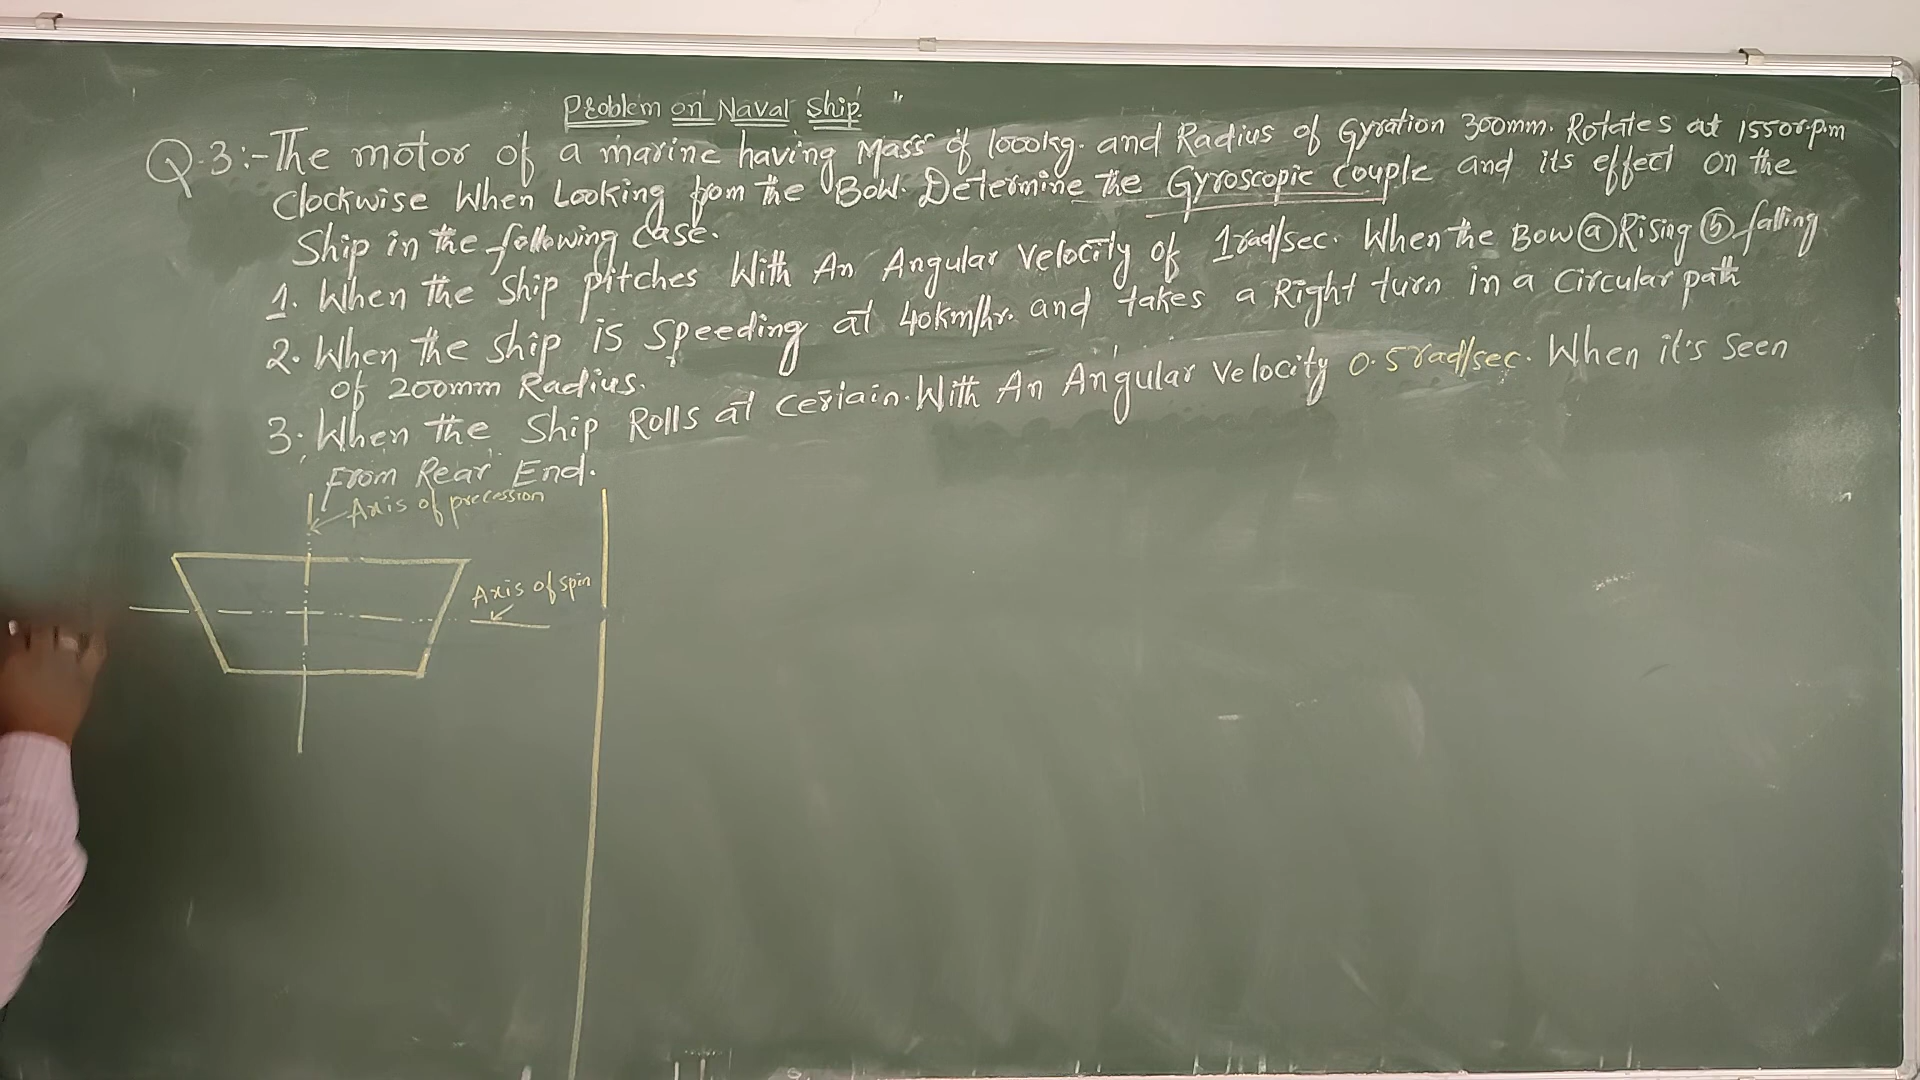 Problem on Naval Ship "
Q.3:-The motor of a marine having Mass of 1000kg. and Radius of Gyration 300mm. Rotates at 1550r.p.m
Clockwise When Looking from the Bow. Determine the Gyroscopic Couple and its effect on the
Ship in the following Case.
1. When the Ship pitches With An Angular Velocity of 1rad/sec. When the Bow ⓐ Rising ⓑ falling
2. When the Ship is Speeding at 40km/hr. and takes a Right turn in a Circular path
of 200mm Radius.
3. When the Ship Rolls at Certain. With An Angular Velocity 0.5rad/sec. When it's Seen
From Rear End.
Axis of precession
Axis of spin